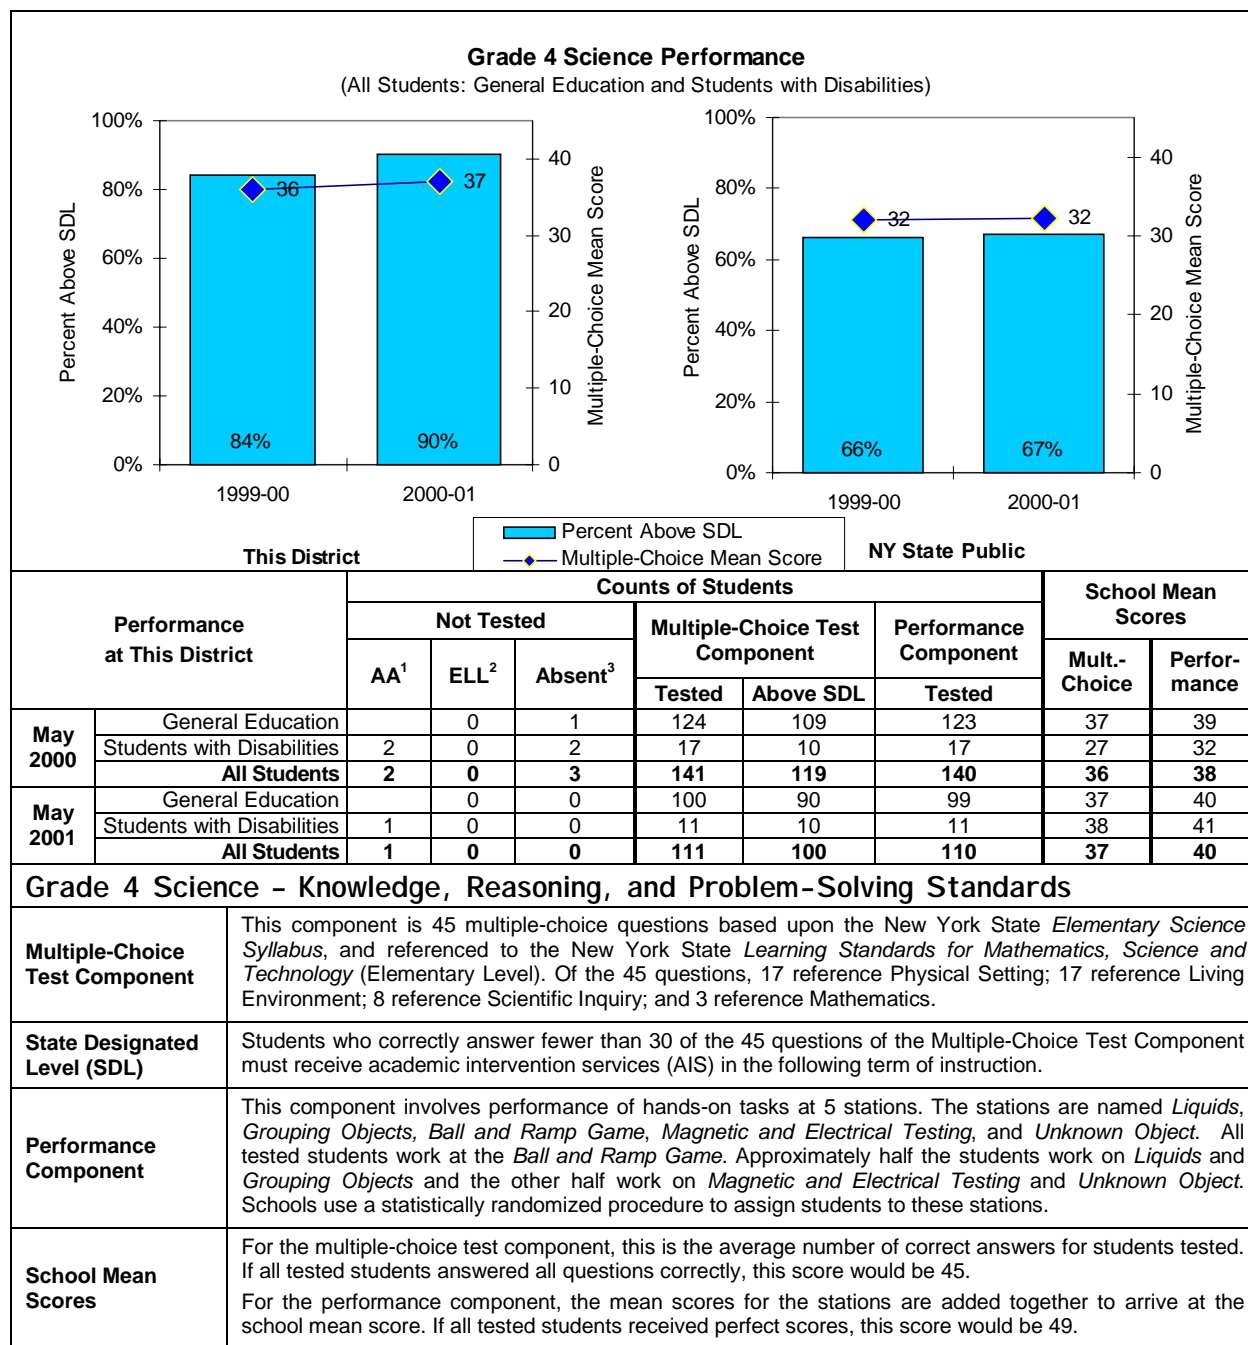 Grade 4 Science Performance
(All Students: General Education and Students with Disabilities)
100%
80%
60%
40%
20%
0%
Percent Above SDL
40
30
20
10
0
Multiple-Choice Mean Score
36
37
84%
90%
1999-00
2000-01
This District
100%
80%
60%
40%
20%
0%
Percent Above SDL
40
30
20
10
0
Multiple-Choice Mean Score
32
32
66%
67%
1999-00
2000-01
NY State Public
Percent Above SDL
Multiple-Choice Mean Score
Performance
at This District
Counts of Students
School Mean
Scores
Not Tested
Multiple-Choice Test
Component
Performance
Component
AA1
ELL2
Absent3
Mult.-
Choice
Perfor-
mance
Tested
Above SDL
Tested
May
2000
General Education 0 1 124 109 123 37 39
Students with Disabilities 2 0 2 17 10 17 27 32
All Students 2 0 3 141 119 140 36 38
May
2001
General Education 0 0 100 90 99 37 40
Students with Disabilities 1 0 0 11 10 11 38 41
All Students 1 0 0 111 100 110 37 40
Grade 4 Science – Knowledge, Reasoning, and Problem-Solving Standards
Multiple-Choice
Test Component
This component is 45 multiple-choice questions based upon the New York State Elementary Science
Syllabus, and referenced to the New York State Learning Standards for Mathematics, Science and
Technology (Elementary Level). Of the 45 questions, 17 reference Physical Setting; 17 reference Living
Environment; 8 reference Scientific Inquiry; and 3 reference Mathematics.
State Designated
Level (SDL)
Students who correctly answer fewer than 30 of the 45 questions of the Multiple-Choice Test Component
must receive academic intervention services (AIS) in the following term of instruction.
Performance
Component
This component involves performance of hands-on tasks at 5 stations. The stations are named Liquids,
Grouping Objects, Ball and Ramp Game, Magnetic and Electrical Testing, and Unknown Object. All
tested students work at the Ball and Ramp Game. Approximately half the students work on Liquids and
Grouping Objects and the other half work on Magnetic and Electrical Testing and Unknown Object.
Schools use a statistically randomized procedure to assign students to these stations.
School Mean
Scores
For the multiple-choice test component, this is the average number of correct answers for students tested.
If all tested students answered all questions correctly, this score would be 45.
For the performance component, the mean scores for the stations are added together to arrive at the
school mean score. If all tested students received perfect scores, this score would be 49.